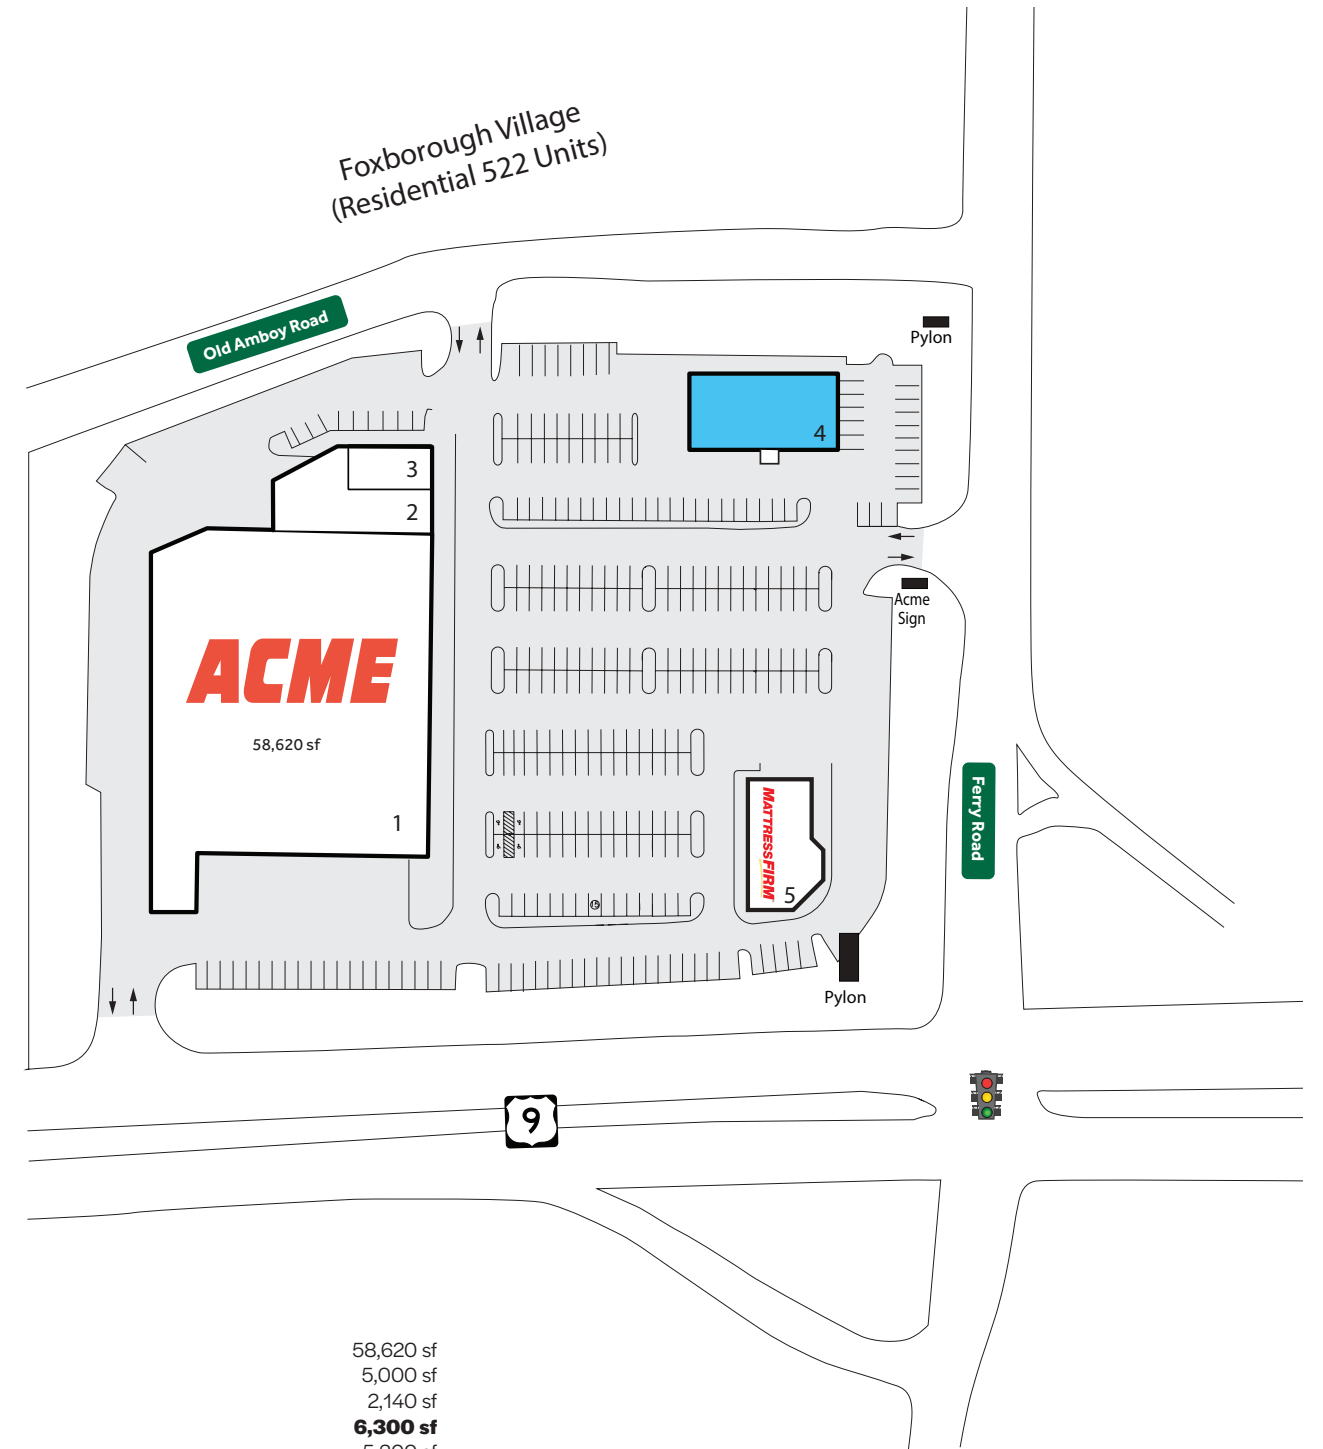 Foxborough Village
(Residential 522 Units)
Old Amboy Road
Pylon
4
3
2
Acme
Sign
ACME
58,620 sf
1
Ferry Road
MATTRESSFIRM
5
Pylon
9
58,620 sf
5,000 sf
2,140 sf
6,300 sf